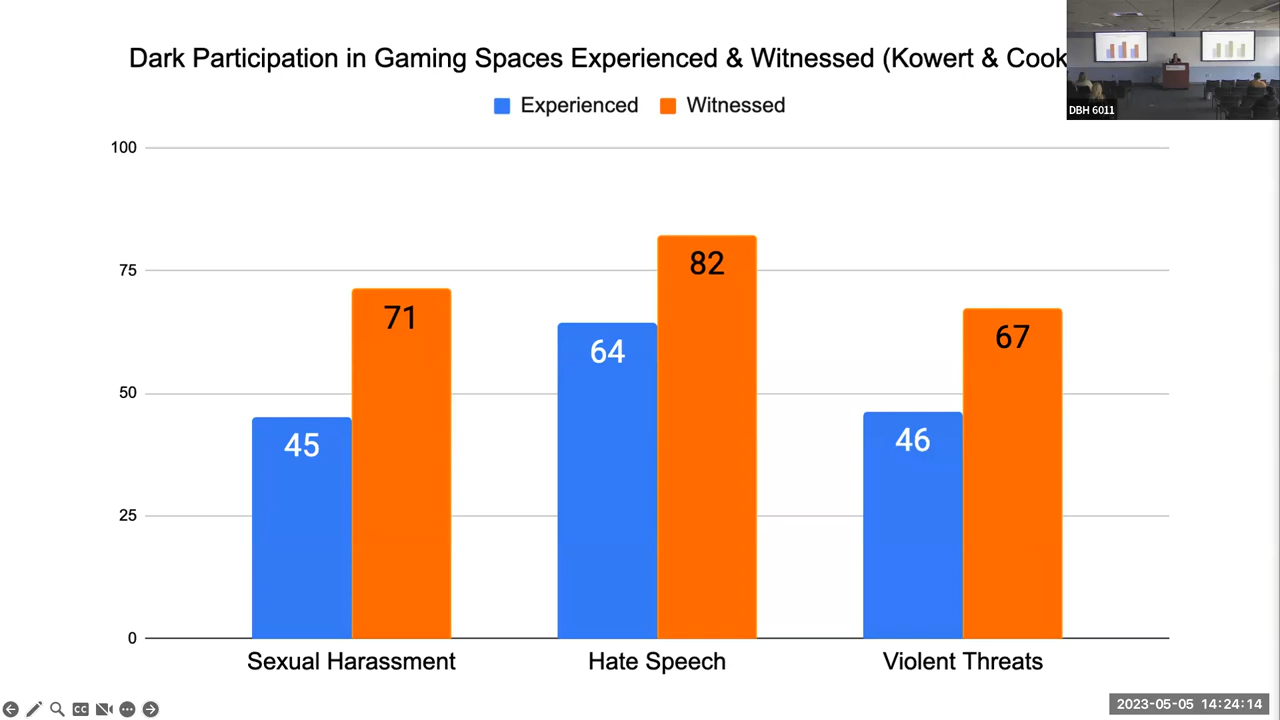 Dark Participation in Gaming Spaces Experienced & Witnessed (Kowert & Cook
DBH 6011
Experienced Witnessed
100
75
50
25
0
45
71
64
82
46
67
Sexual Harassment Hate Speech Violent Threats
CC
2023-05-05 14:24:14